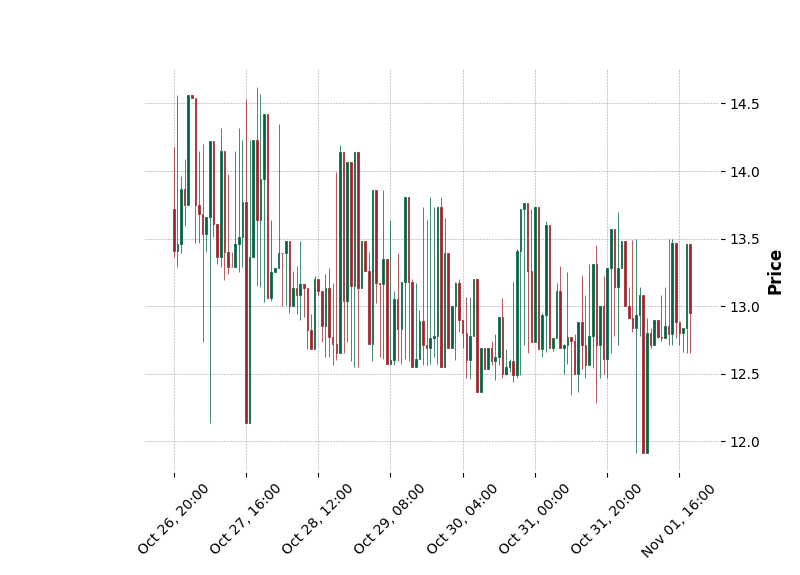 14.5
14.0
13.5
13.0
12.5
12.0
Price
Oct 26, 20:00
Oct 27, 16:00
Oct 28, 12:00
Oct 29, 08:00
Oct 30, 04:00
Oct 31, 00:00
Oct 31, 20:00
Nov 01, 16:00